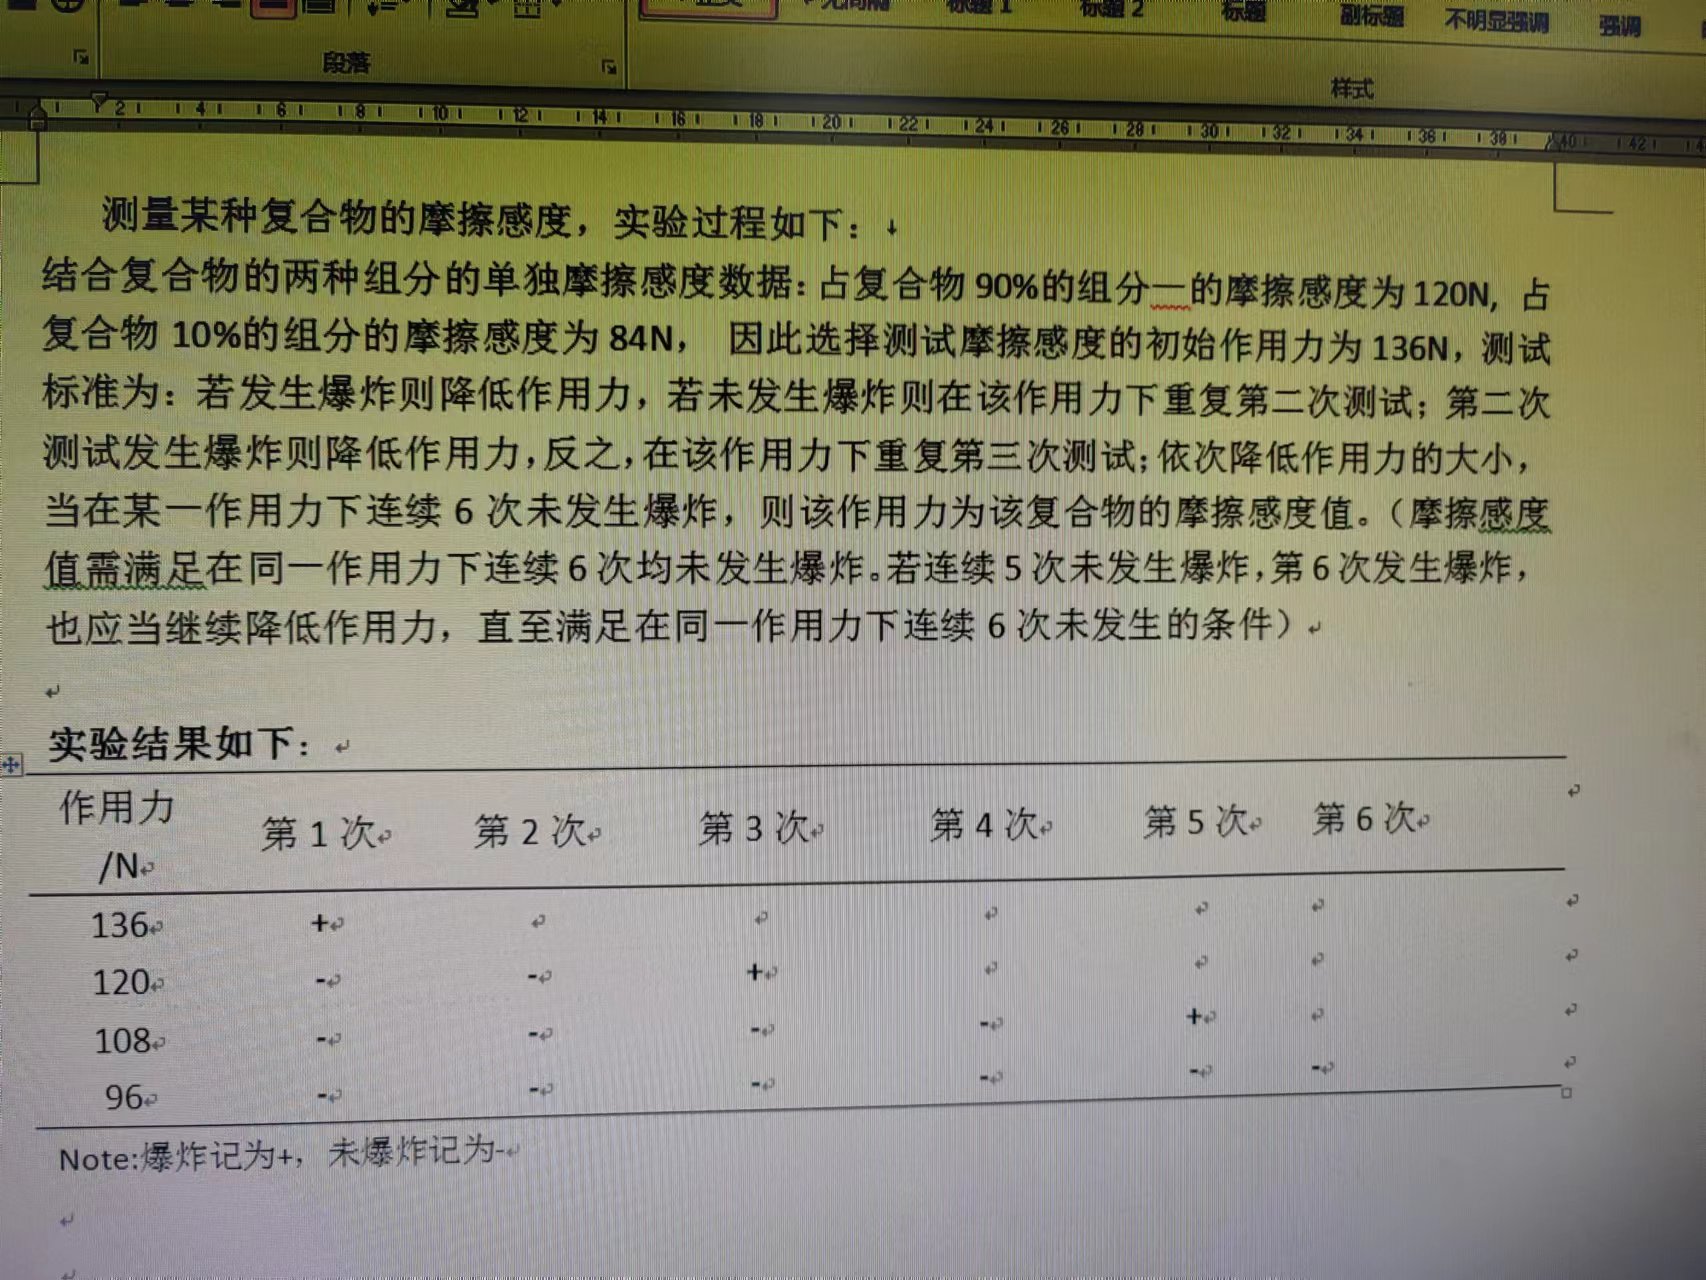 标题 1 标题 2 标题 副标题 不明显强调 强调
段落 样式
2 4 6 8 10 12 14 16 18 20 22 24 26 28 30 32 34 36 38 40 42
测量某种复合物的摩擦感度，实验过程如下：↓
结合复合物的两种组分的单独摩擦感度数据：占复合物 90%的组分一的摩擦感度为 120N, 占
复合物 10%的组分的摩擦感度为 84N， 因此选择测试摩擦感度的初始作用力为 136N，测试
标准为：若发生爆炸则降低作用力，若未发生爆炸则在该作用力下重复第二次测试；第二次
测试发生爆炸则降低作用力，反之，在该作用力下重复第三次测试；依次降低作用力的大小，
当在某一作用力下连续 6 次未发生爆炸，则该作用力为该复合物的摩擦感度值。（摩擦感度
值需满足在同一作用力下连续 6 次均未发生爆炸。若连续 5 次未发生爆炸，第 6 次发生爆炸，
也应当继续降低作用力，直至满足在同一作用力下连续 6 次未发生的条件）
实验结果如下：
作用力
/N 第 1 次 第 2 次 第 3 次 第 4 次 第 5 次 第 6 次
136 +
120 - - +
108 - - - - +
96 - - - - - -
Note:爆炸记为+，未爆炸记为-